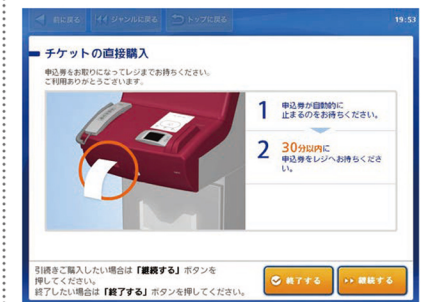 前に戻る ジャンルに戻る トップに戻る 19:53
チケットの直接購入
申込券をお取りになってレジまでお持ちください。
ご利用ありがとうございます。
1 申込券が自動的に
止まるのをお待ちください。
2 30分以内に
申込券をレジへお持ちくださ
い。
引続きご購入したい場合は「継続する」ボタンを
押してください。
終了したい場合は「終了する」ボタンを押してください。
終了する 継続する